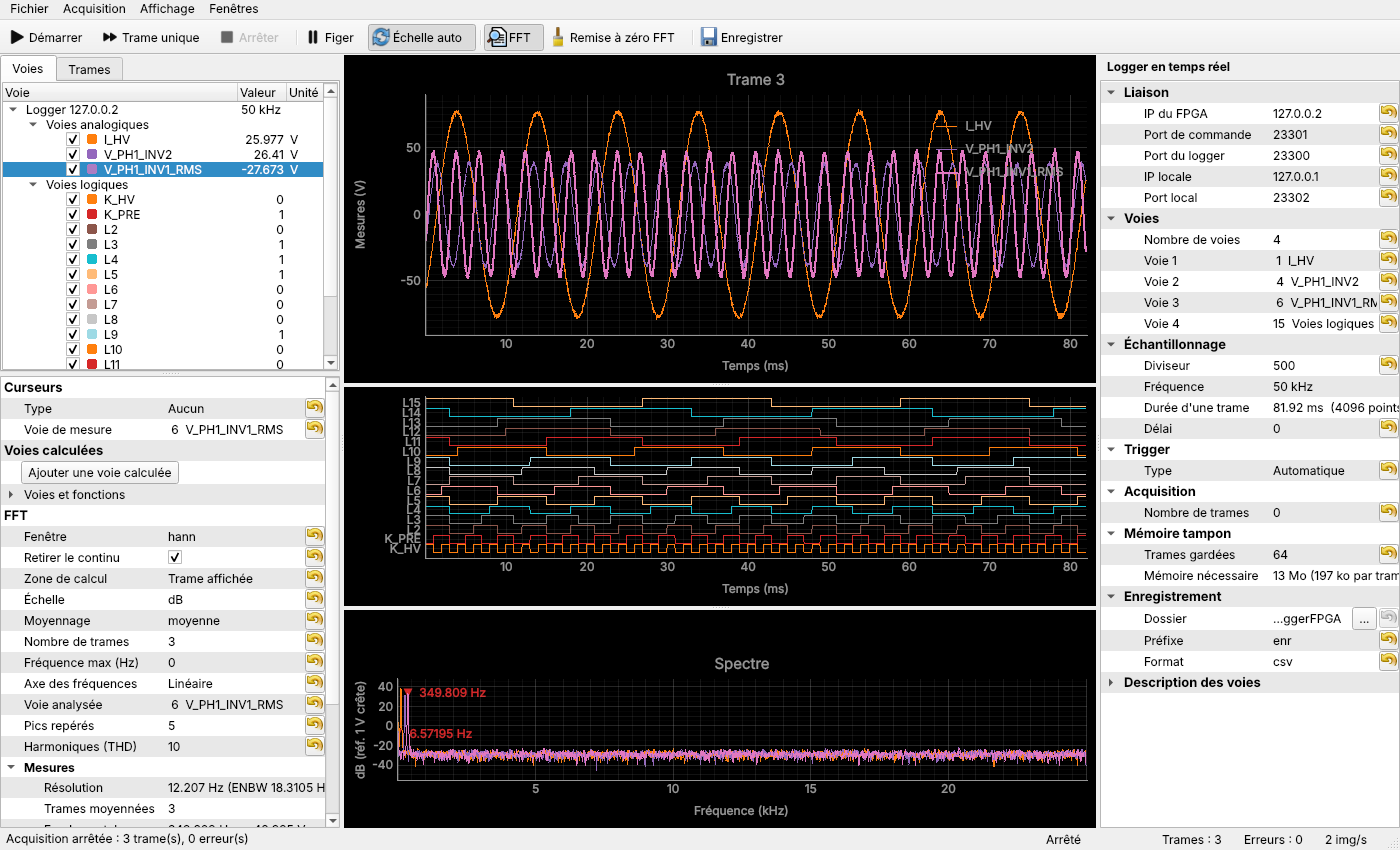 Fichier Acquisition Affichage Fenêtres
Démarrer Trame unique Arrêter Figer Échelle auto FFT Remise à zéro FFT Enregistrer
Voies Trames
Voie Valeur Unité
Logger 127.0.0.2 50 kHz
Voies analogiques
I_HV 25.977 V
V_PH1_INV2 26.41 V
V_PH1_INV1_RMS -27.673 V
Voies logiques
K_HV 0
K_PRE 1
L2 0
L3 1
L4 1
L5 1
L6 0
L7 0
L8 0
L9 1
L10 0
L11 0
Curseurs
Type Aucun
Voie de mesure 6 V_PH1_INV1_RMS
Voies calculées
Ajouter une voie calculée
Voies et fonctions
FFT
Fenêtre hann
Retirer le continu
Zone de calcul Trame affichée
Échelle dB
Moyennage moyenne
Nombre de trames 3
Fréquence max (Hz) 0
Axe des fréquences Linéaire
Voie analysée 6 V_PH1_INV1_RMS
Pics repérés 5
Harmoniques (THD) 10
Mesures
Résolution 12.207 Hz (ENBW 18.3105 H
Trames moyennées 3
Trame 3
I_HV
V_PH1_INV2
V_PH1_INV1_RMS
50
0
−50
Mesures (V)
10 20 30 40 50 60 70 80
Temps (ms)
L15
L14
L13
L12
L11
L10
L9
L8
L7
L6
L5
L4
L3
L2
K_PRE
K_HV
10 20 30 40 50 60 70 80
Temps (ms)
Spectre
349.809 Hz
6.57195 Hz
40
20
0
−20
−40
dB (réf. 1 V crête)
5 10 15 20
Fréquence (kHz)
Logger en temps réel
Liaison
IP du FPGA 127.0.0.2
Port de commande 23301
Port du logger 23300
IP locale 127.0.0.1
Port local 23302
Voies
Nombre de voies 4
Voie 1 1 I_HV
Voie 2 4 V_PH1_INV2
Voie 3 6 V_PH1_INV1_RM
Voie 4 15 Voies logiques
Échantillonnage
Diviseur 500
Fréquence 50 kHz
Durée d'une trame 81.92 ms (4096 points
Délai 0
Trigger
Type Automatique
Acquisition
Nombre de trames 0
Mémoire tampon
Trames gardées 64
Mémoire nécessaire 13 Mo (197 ko par tram
Enregistrement
Dossier ...ggerFPGA ...
Préfixe enr
Format csv
Description des voies
Acquisition arrêtée : 3 trame(s), 0 erreur(s) Arrêté Trames : 3 Erreurs : 0 2 img/s